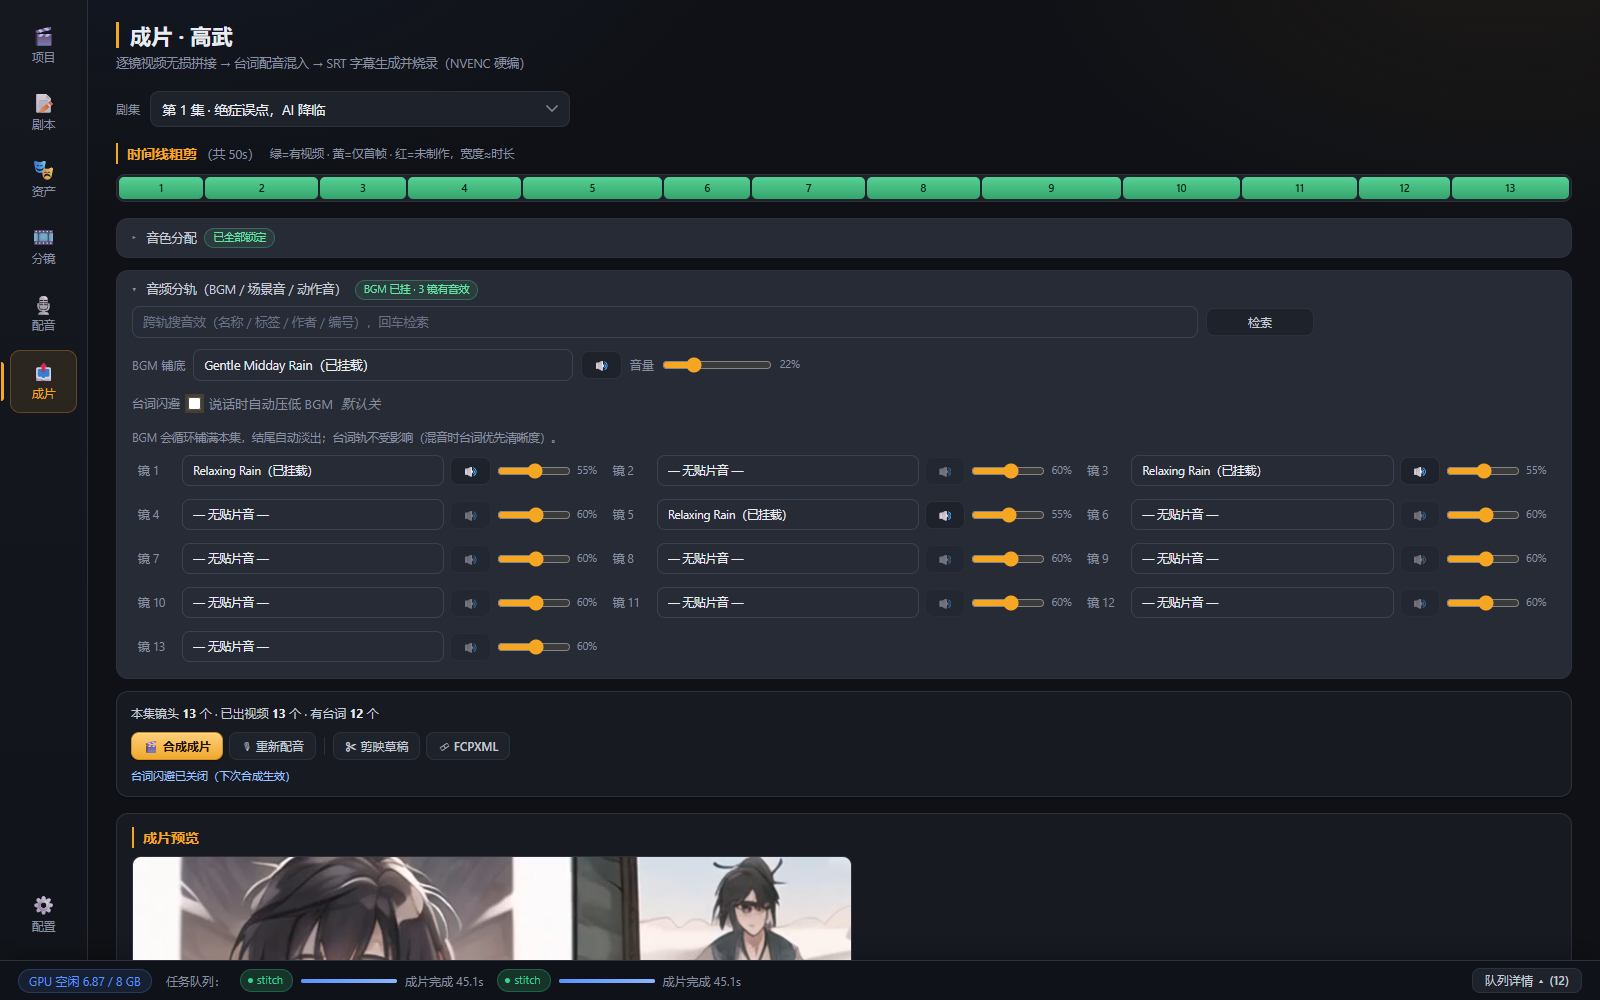 项目
剧本
资产
分镜
配音
成片
配置
成片 · 高武
逐镜视频无损拼接 → 台词配音混入 → SRT 字幕生成并烧录（NVENC 硬编）
剧集
第 1 集 · 绝症误点，AI 降临
时间线粗剪 （共 50s） 绿=有视频 · 黄=仅首帧 · 红=未制作，宽度≈时长
1 2 3 4 5 6 7 8 9 10 11 12 13
音色分配 已全部锁定
音频分轨（BGM / 场景音 / 动作音） BGM 已挂 · 3 镜有音效
跨轨搜音效（名称 / 标签 / 作者 / 编号），回车检索 检索
BGM 铺底 Gentle Midday Rain（已挂载） 音量 22%
台词闪避 说话时自动压低 BGM 默认关
BGM 会循环铺满本集，结尾自动淡出；台词轨不受影响（混音时台词优先清晰度）。
镜 1 Relaxing Rain（已挂载） 55% 镜 2 — 无贴片音 — 60% 镜 3 Relaxing Rain（已挂载） 55%
镜 4 — 无贴片音 — 60% 镜 5 Relaxing Rain（已挂载） 55% 镜 6 — 无贴片音 — 60%
镜 7 — 无贴片音 — 60% 镜 8 — 无贴片音 — 60% 镜 9 — 无贴片音 — 60%
镜 10 — 无贴片音 — 60% 镜 11 — 无贴片音 — 60% 镜 12 — 无贴片音 — 60%
镜 13 — 无贴片音 — 60%
本集镜头 13 个 · 已出视频 13 个 · 有台词 12 个
合成成片 重新配音 剪映草稿 FCPXML
台词闪避已关闭（下次合成生效）
成片预览
GPU 空闲 6.87 / 8 GB 任务队列： stitch 成片完成 45.1s stitch 成片完成 45.1s 队列详情 (12)